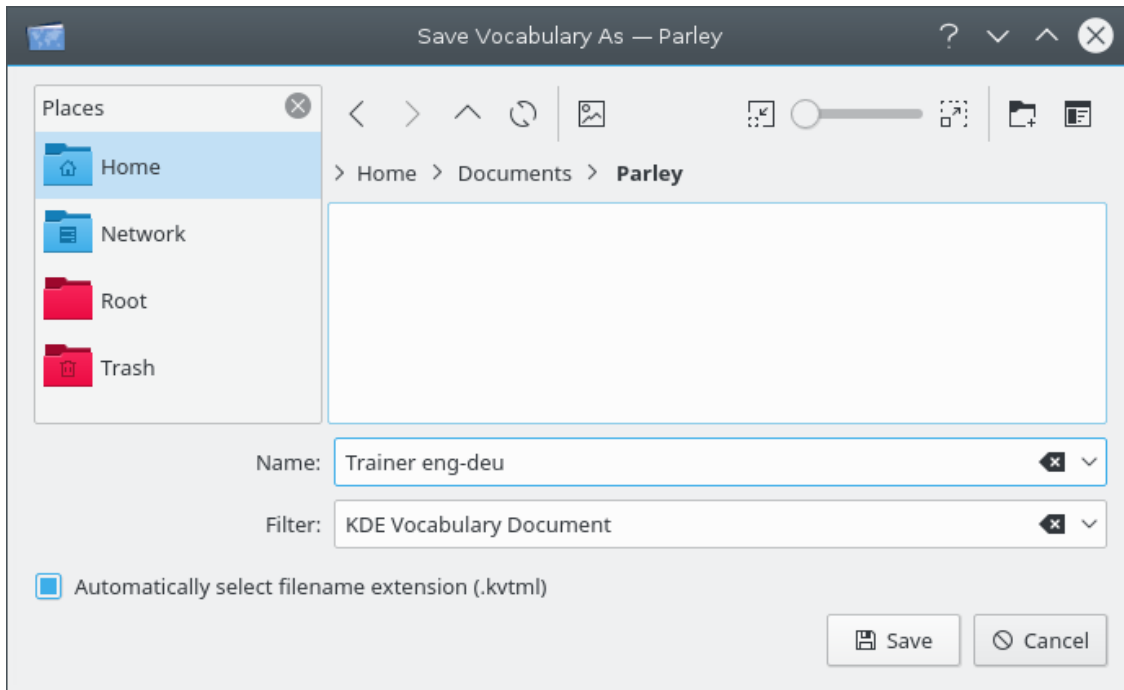 Save Vocabulary As — Parley
Places
Home
Network
Root
Trash
> Home > Documents > Parley
Name: Trainer eng-deu
Filter: KDE Vocabulary Document
Automatically select filename extension (.kvtml)
Save Cancel